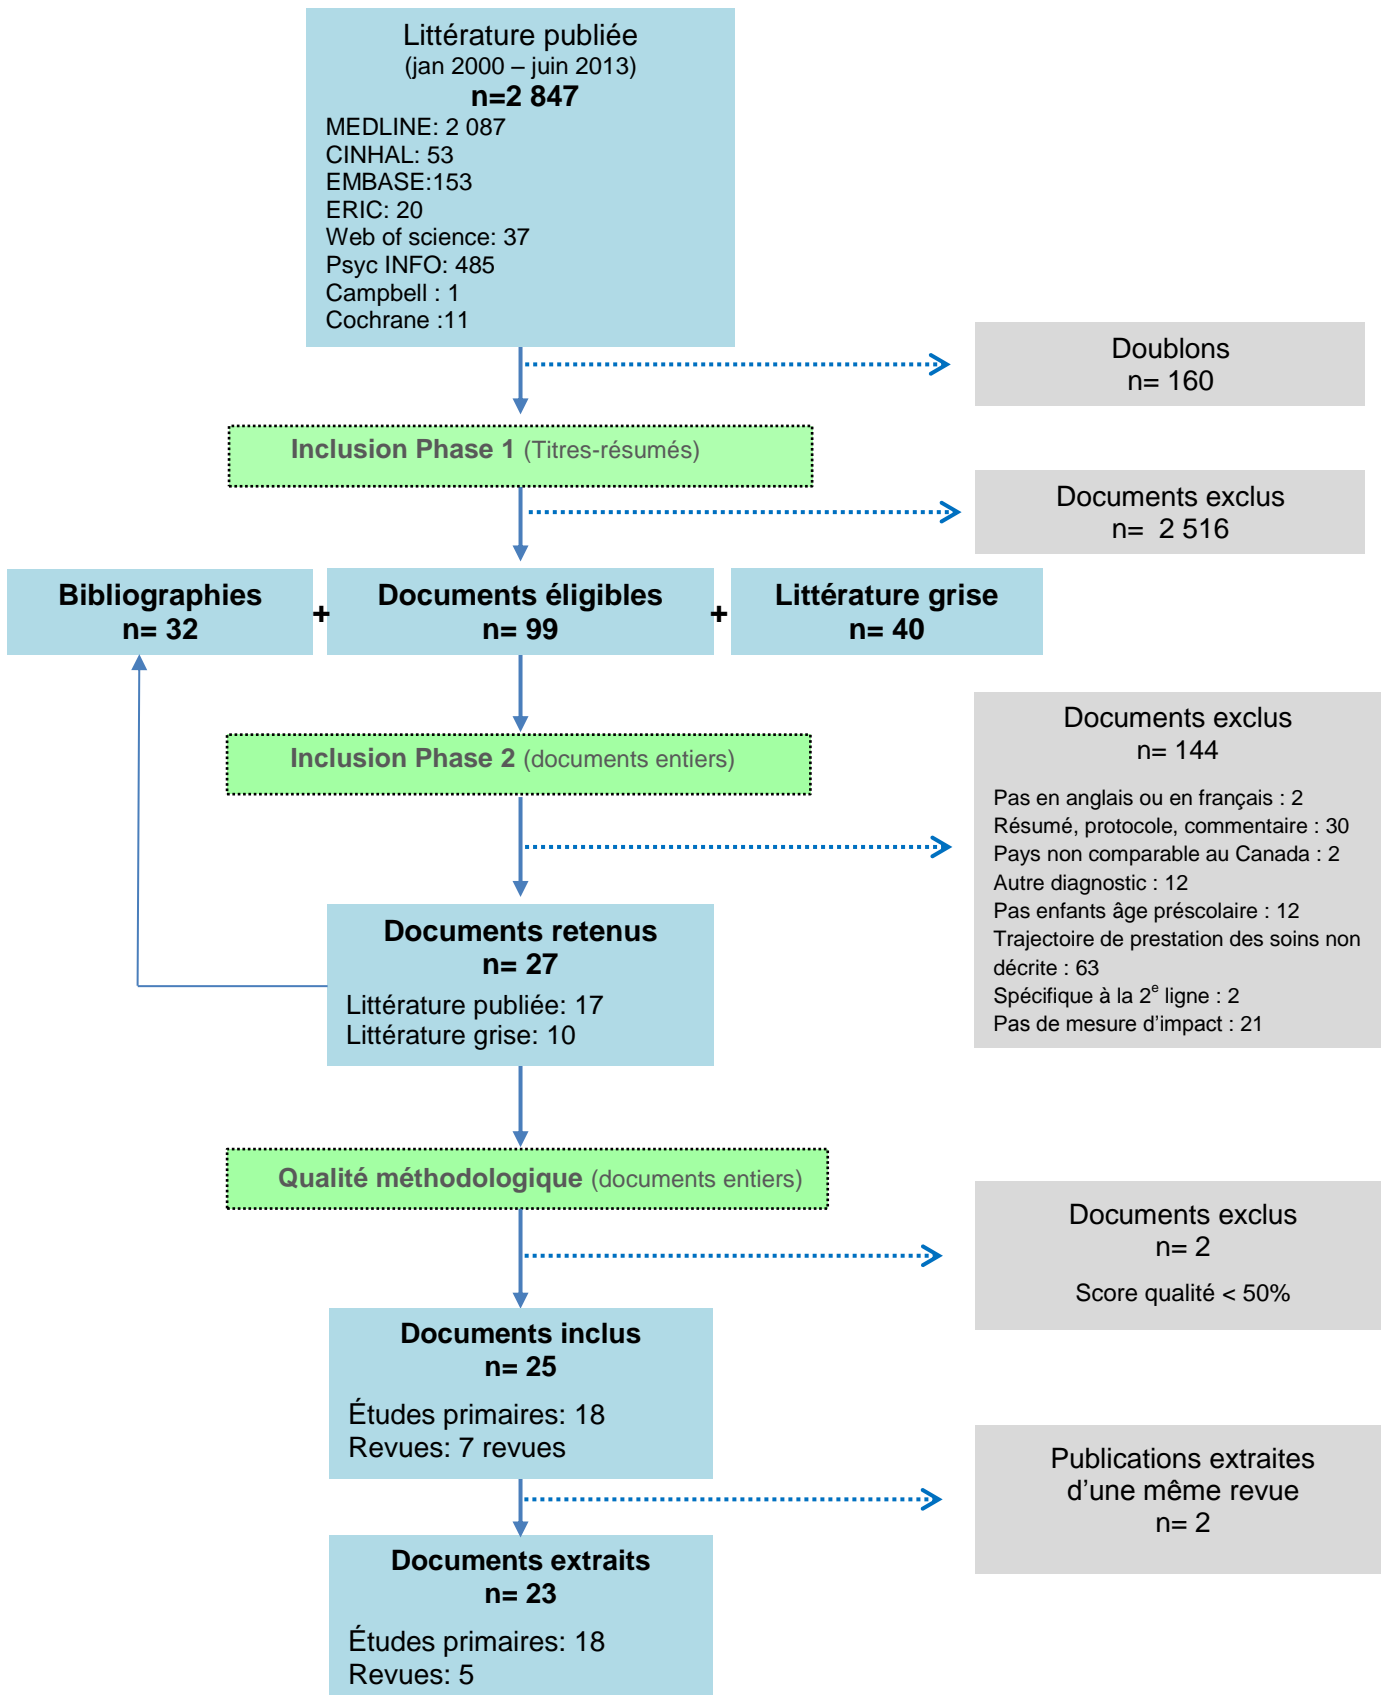 Littérature publiée
(jan 2000 – juin 2013)
n=2 847
MEDLINE: 2 087
CINHAL: 53
EMBASE:153
ERIC: 20
Web of science: 37
Psyc INFO: 485
Campbell : 1
Cochrane :11
Doublons
n= 160
Inclusion Phase 1 (Titres-résumés)
Documents exclus
n= 2 516
Bibliographies
n= 32
+
Documents éligibles
n= 99
+
Littérature grise
n= 40
Inclusion Phase 2 (documents entiers)
Documents exclus
n= 144
Pas en anglais ou en français : 2
Résumé, protocole, commentaire : 30
Pays non comparable au Canada : 2
Autre diagnostic : 12
Pas enfants âge préscolaire : 12
Trajectoire de prestation des soins non
décrite : 63
Spécifique à la 2e ligne : 2
Pas de mesure d'impact : 21
Documents retenus
n= 27
Littérature publiée: 17
Littérature grise: 10
Qualité méthodologique (documents entiers)
Documents exclus
n= 2
Score qualité < 50%
Documents inclus
n= 25
Études primaires: 18
Revues: 7 revues
Publications extraites
d'une même revue
n= 2
Documents extraits
n= 23
Études primaires: 18
Revues: 5